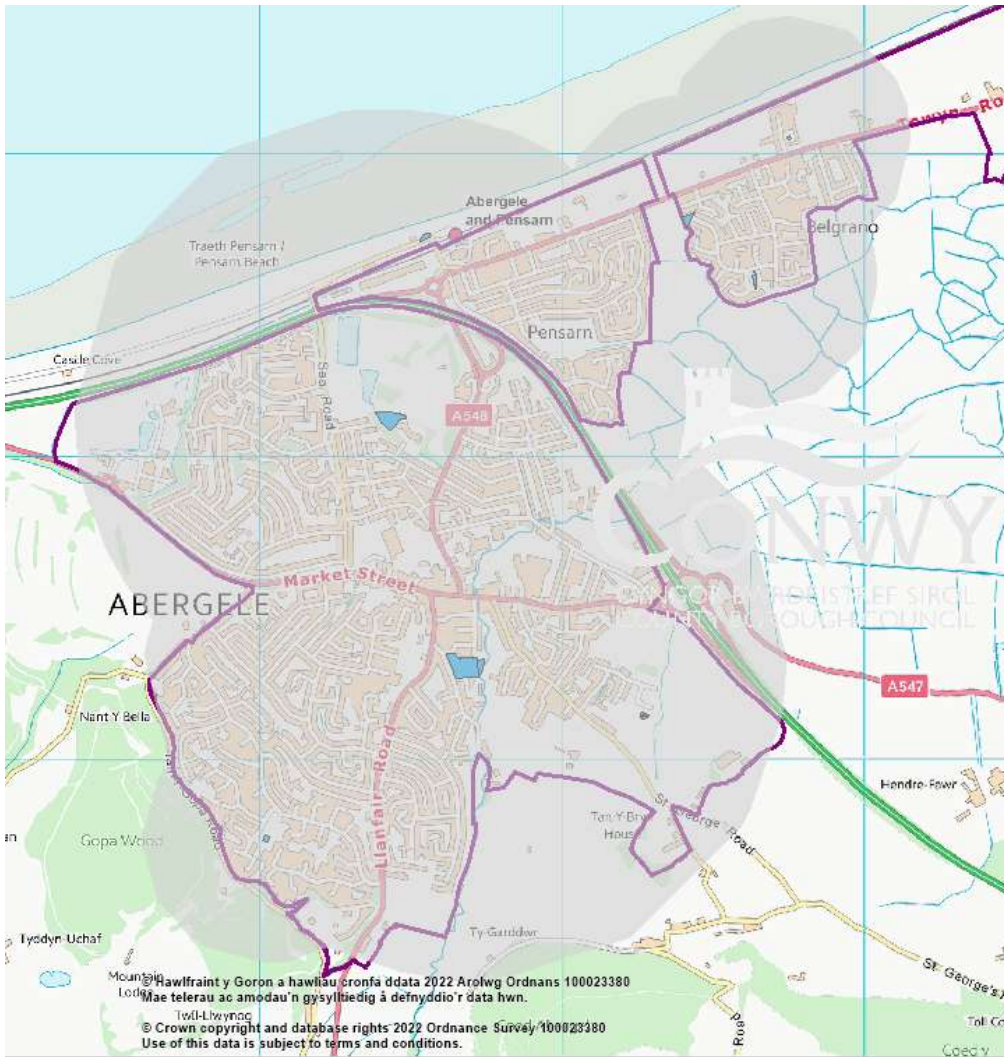 Towyn Ro
Abergele
and Pensarn
Belgrano
Traeth Pensarn /
Pensarn Beach
Pensarn
Castle Cove
Sea Road
A548
CONWY
Market Street
ABERGELE
CYNGOR BWRDEISTREF SIROL
COUNTY BOROUGH COUNCIL
A547
Nant Y Bella
Hendre-Fawr
Llanfair Road
Tan-Y-Bry
House
St George Road
Gopa Wood
an
Ty-Garddwr
Tyddyn-Uchaf
St. George's
Mountain
Lodge
© Hawlfraint y Goron a hawliau cronfa ddata 2022 Arolwg Ordnans 100023380
Mae telerau ac amodau'n gysylltiedig â defnyddio'r data hwn.
Twll-Llwynog
Toll Co
© Crown copyright and database rights 2022 Ordnance Survey 100023380
Use of this data is subject to terms and conditions.
Road
Coed y